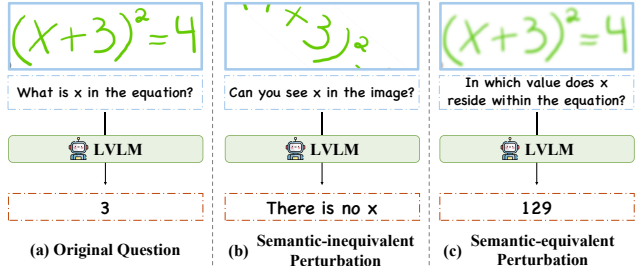 (x+3)²=4
What is x in the equation?
LVLM
3
(a) Original Question
x 3)2
Can you see x in the image?
LVLM
There is no x
(b) Semantic-inequivalent
Perturbation
(x+3)²=4
In which value does x
reside within the equation?
LVLM
129
(c) Semantic-equivalent
Perturbation